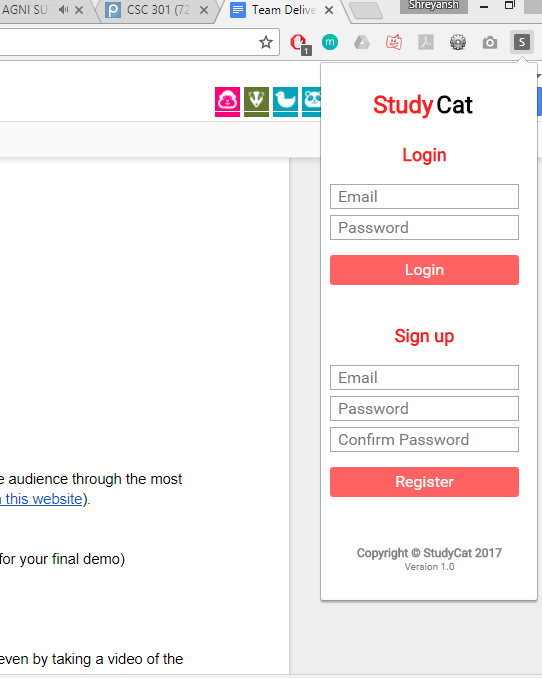 AGNI SU
CSC 301 (72
Team Delive
Shreyansh
1
m
S
StudyCat
Login
Email
Password
Login
Sign up
Email
Password
Confirm Password
Register
Copyright © StudyCat 2017
Version 1.0
e audience through the most
this website).
for your final demo)
even by taking a video of the